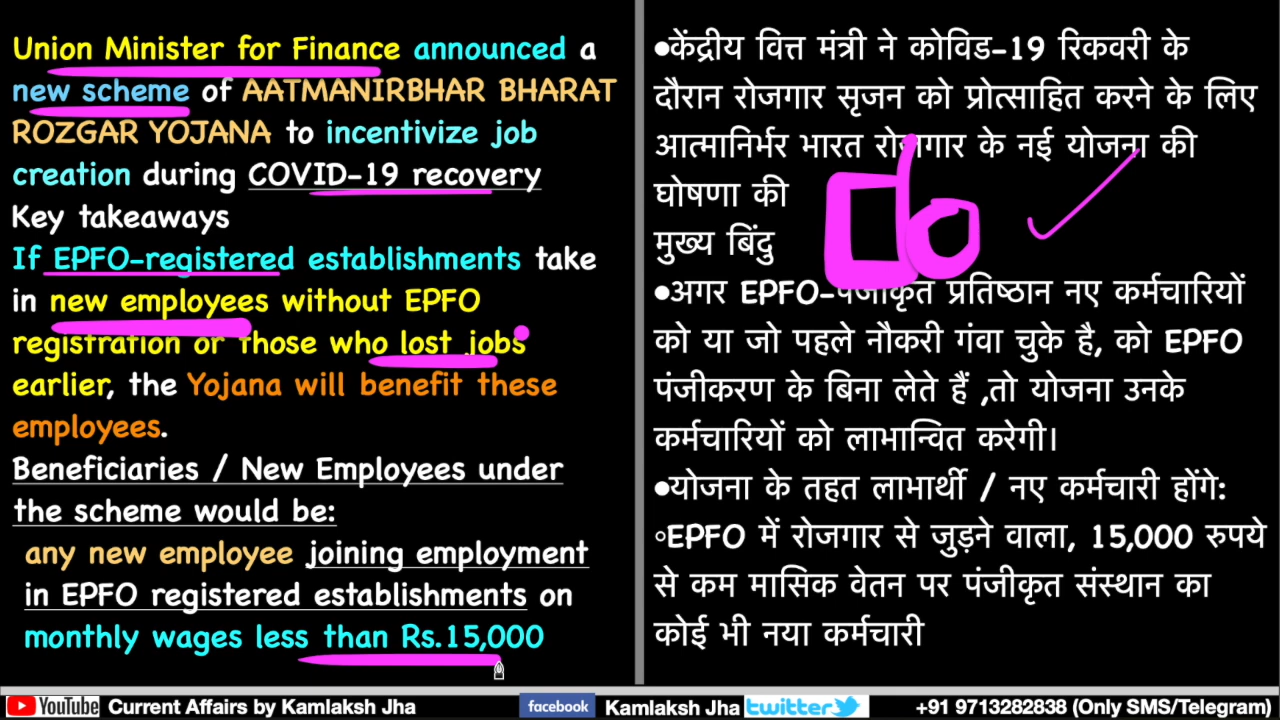 Union Minister for Finance announced a
new scheme of AATMANIRBHAR BHARAT
ROZGAR YOJANA to incentivize job
creation during COVID-19 recovery
Key takeaways
If EPFO-registered establishments take
in new employees without EPFO
registration or those who lost jobs
earlier, the Yojana will benefit these
employees.
Beneficiaries / New Employees under
the scheme would be:
any new employee joining employment
in EPFO registered establishments on
monthly wages less than Rs.15,000
•केंद्रीय वित्त मंत्री ने कोविड-19 रिकवरी के
दौरान रोजगार सृजन को प्रोत्साहित करने के लिए
आत्मानिर्भर भारत रोजगार के नई योजना की
घोषणा की
मुख्य बिंदु
•अगर EPFO-पंजीकृत प्रतिष्ठान नए कर्मचारियों
को या जो पहले नौकरी गंवा चुके है, को EPFO
पंजीकरण के बिना लेते हैं ,तो योजना उनके
कर्मचारियों को लाभान्वित करेगी।
•योजना के तहत लाभार्थी / नए कर्मचारी होंगे:
◦EPFO में रोजगार से जुड़ने वाला, 15,000 रुपये
से कम मासिक वेतन पर पंजीकृत संस्थान का
कोई भी नया कर्मचारी
YouTube Current Affairs by Kamlaksh Jha facebook Kamlaksh Jha twitter +91 9713282838 (Only SMS/Telegram)